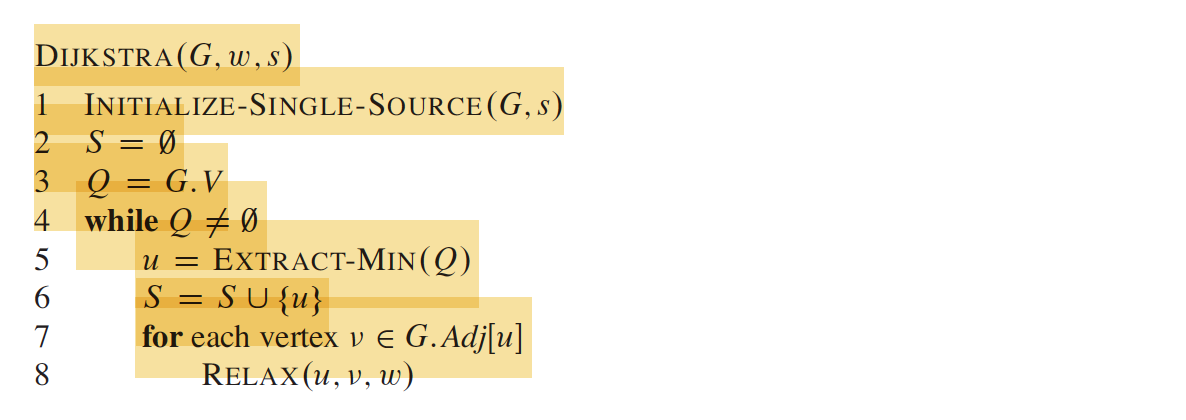 DIJKSTRA(G, w, s)
1 INITIALIZE-SINGLE-SOURCE(G, s)
2 S = ∅
3 Q = G.V
4 while Q ≠ ∅
5 u = EXTRACT-MIN(Q)
6 S = S ∪ {u}
7 for each vertex v ∈ G.Adj[u]
8 RELAX(u, v, w)